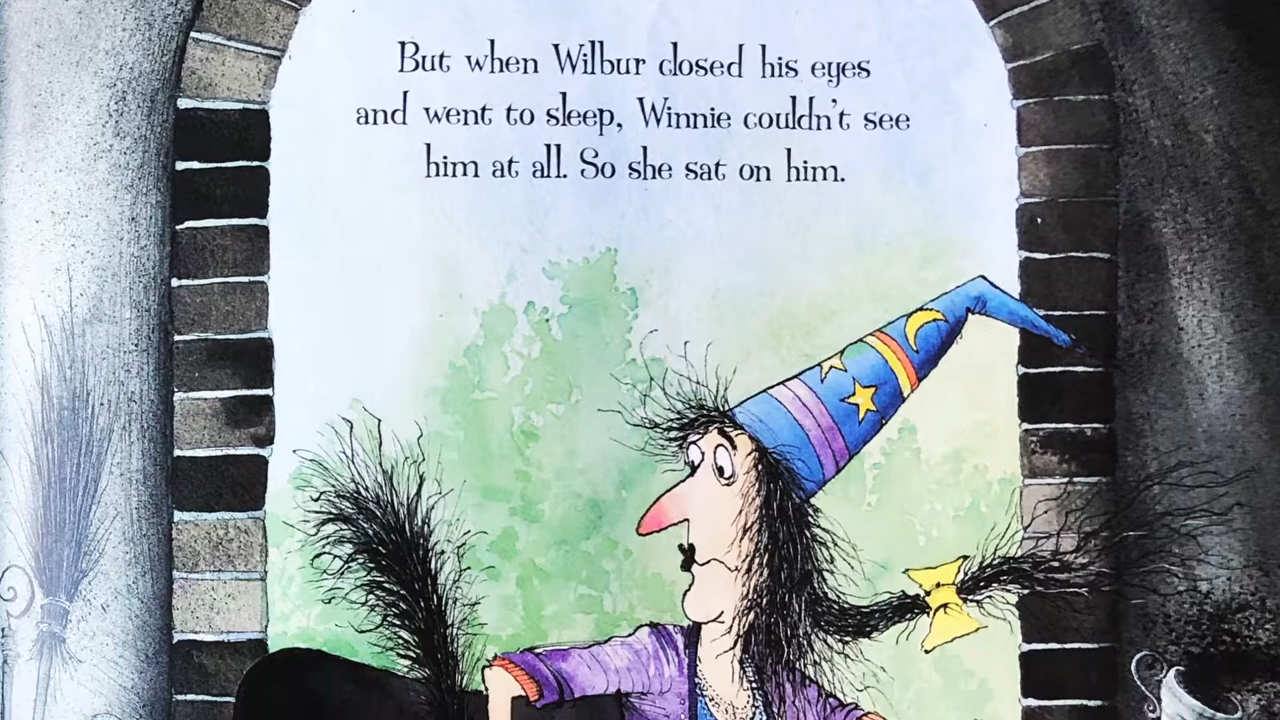 But when Wilbur closed his eyes
and went to sleep, Winnie couldn't see
him at all. So she sat on him.